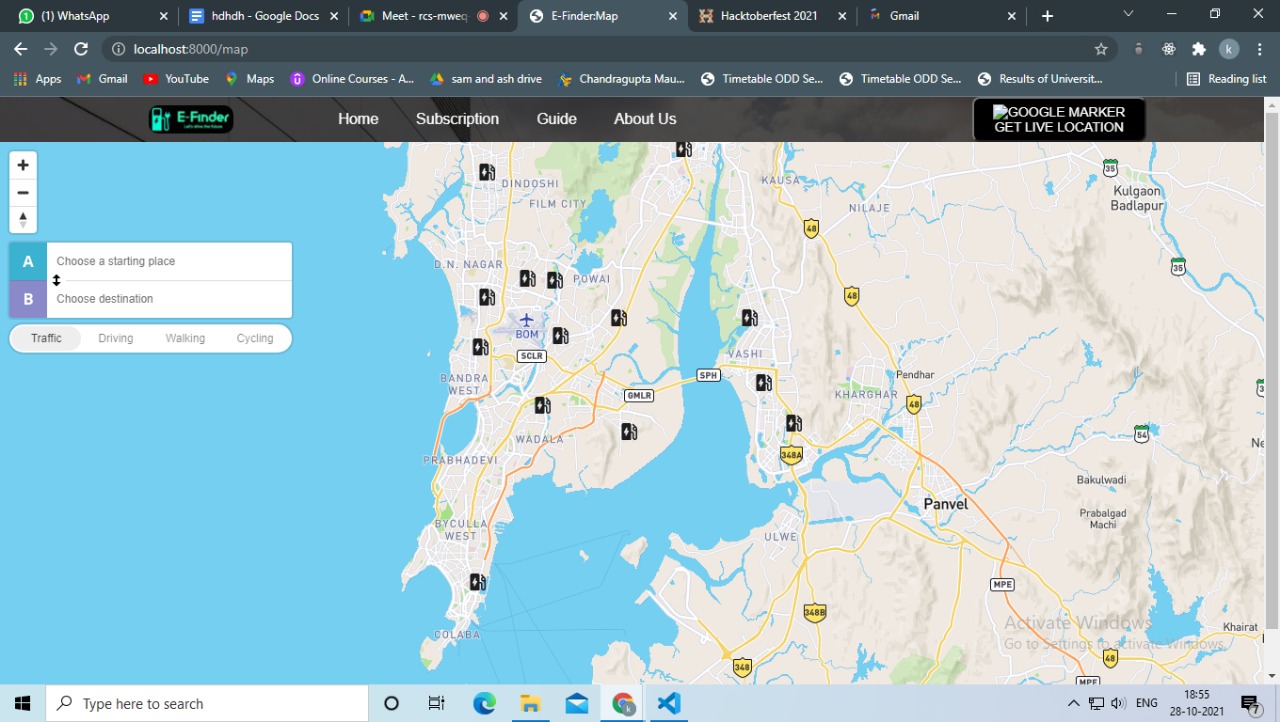 (1) WhatsApp
hdhdh - Google Docs
Meet - rcs-mweq
E-Finder:Map
Hacktoberfest 2021
Gmail
localhost:8000/map
k
Apps
Gmail
YouTube
Maps
Online Courses - A...
sam and ash drive
Chandragupta Mau...
Timetable ODD Se...
Timetable ODD Se...
Results of Universit...
Reading list
E-Finder
Home
Subscription
Guide
About Us
GOOGLE MARKER
GET LIVE LOCATION
A
Choose a starting place
B
Choose destination
Traffic
Driving
Walking
Cycling
DINDOSHI
FILM CITY
KAUSA
NILAJE
35
Kulgaon
Badlapur
48
D.N. NAGAR
POWAI
35
48
BOM
SCLR
VASHI
BANDRA
WEST
SPH
Pendhar
GMLR
KHARGHAR
48
WADALA
54
348A
PRABHADEVI
Bakulwadi
Panvel
Prabalgad
Machi
BYCULLA
WEST
ULWE
MPE
348B
COLABA
Khairat
348
48
MPE
Activate Windows
Go to Settings to activate Windows.
Type here to search
k
ENG
18:55
28-10-2021
7